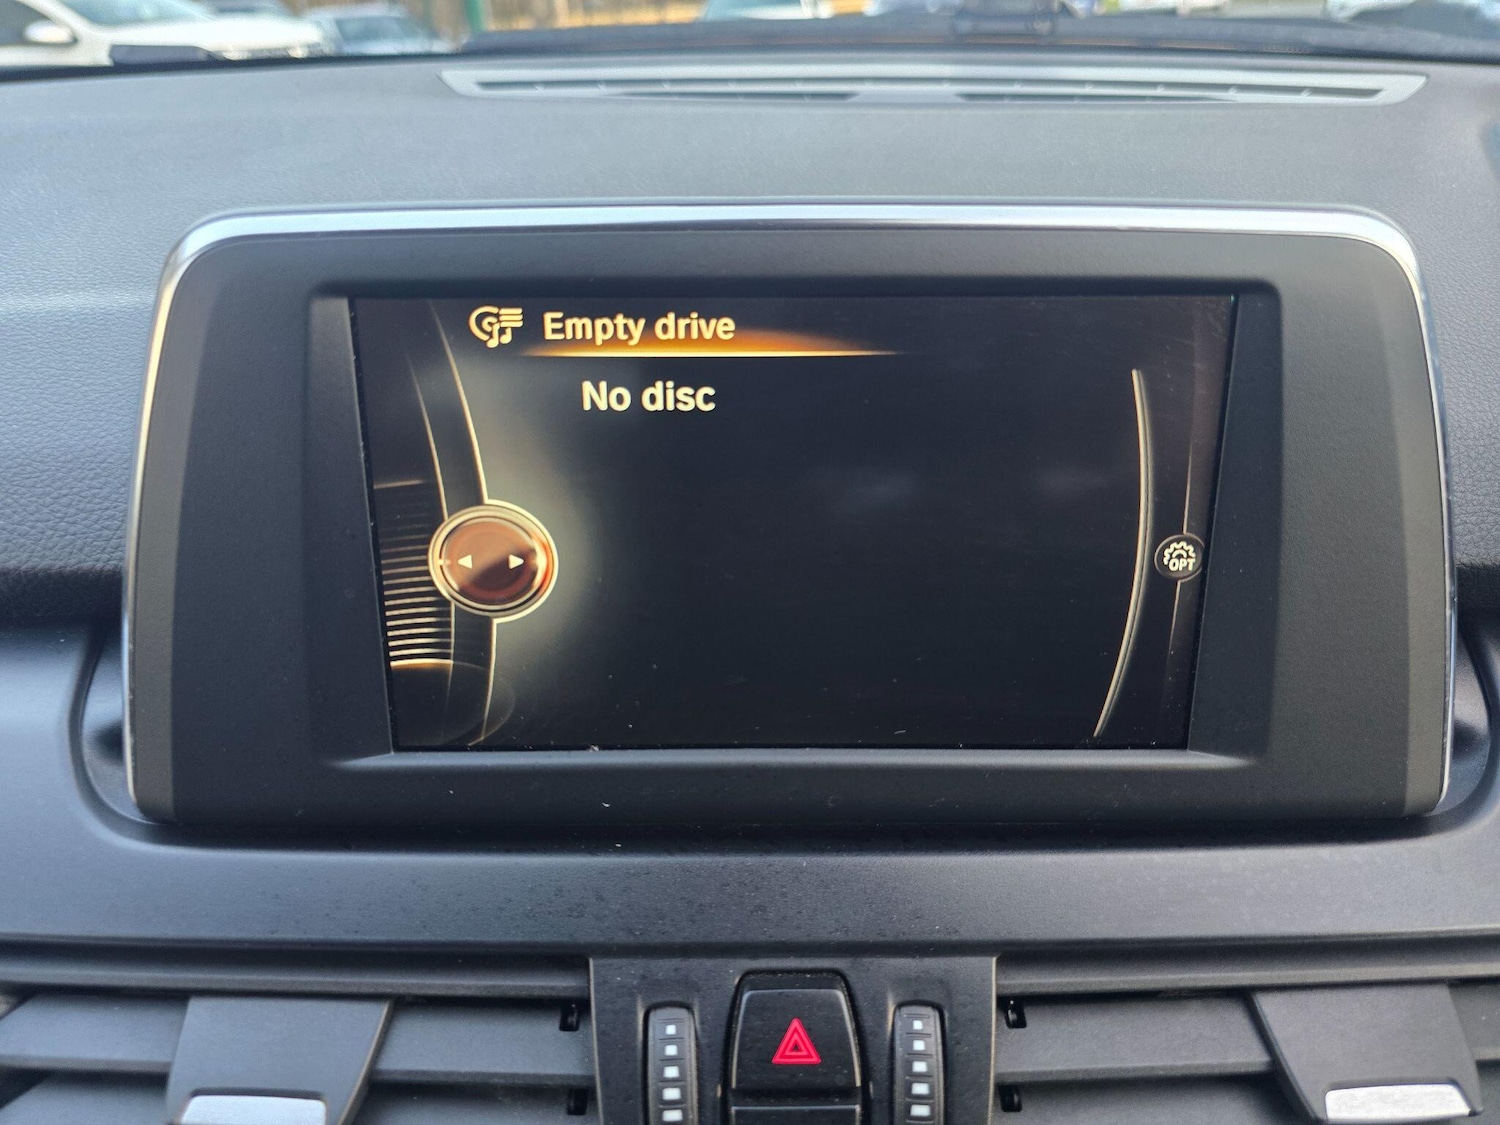 Empty drive
No disc
OPT